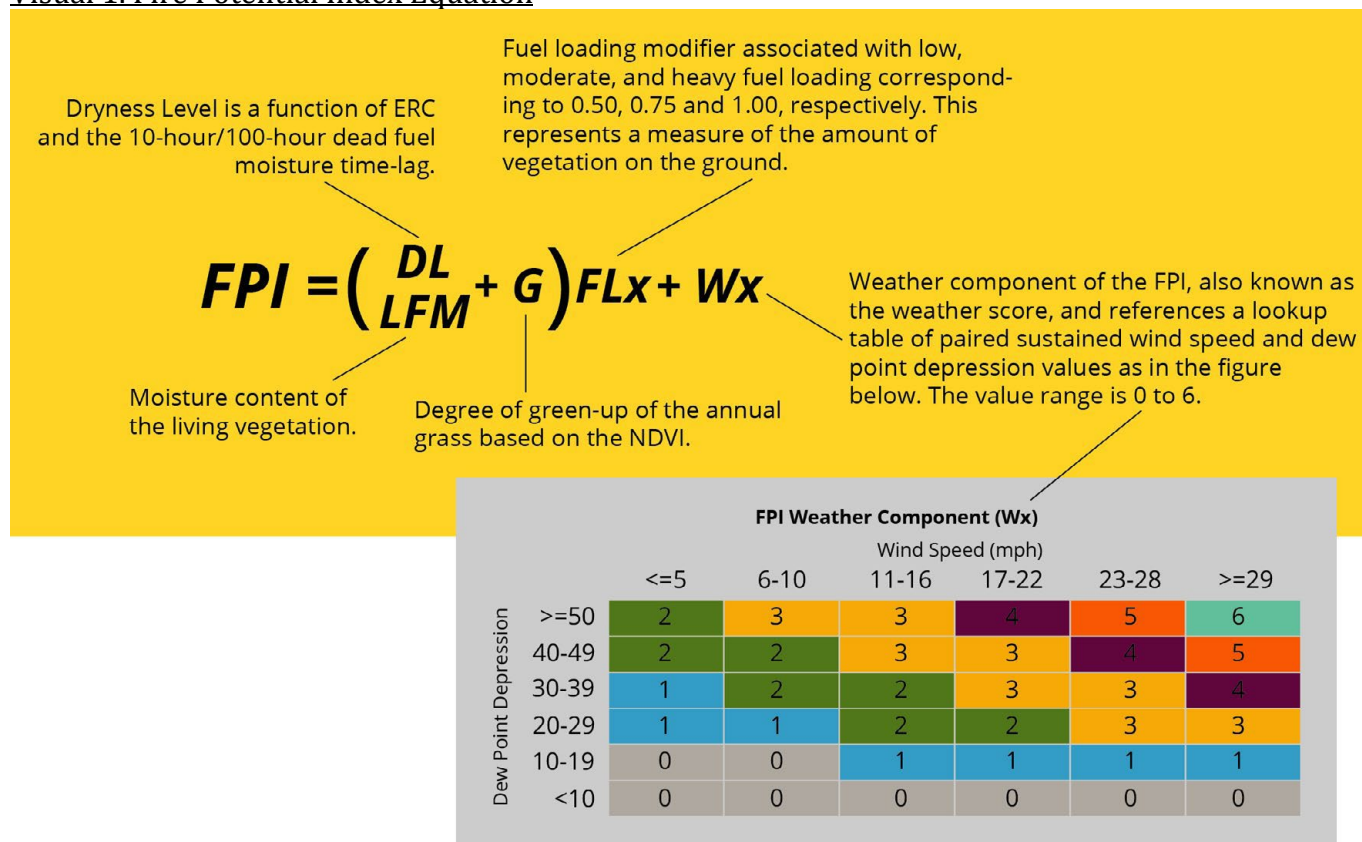 Visual 1. Fire Potential Index Equation
Fuel loading modifier associated with low,
moderate, and heavy fuel loading correspond-
ing to 0.50, 0.75 and 1.00, respectively. This
represents a measure of the amount of
vegetation on the ground.
Dryness Level is a function of ERC
and the 10-hour/100-hour dead fuel
moisture time-lag.
FPI = ( DL
LFM + G ) FLx + Wx
Weather component of the FPI, also known as
the weather score, and references a lookup
table of paired sustained wind speed and dew
point depression values as in the figure
below. The value range is 0 to 6.
Moisture content of
the living vegetation.
Degree of green-up of the annual
grass based on the NDVI.
FPI Weather Component (Wx)
Wind Speed (mph)
<=5 6-10 11-16 17-22 23-28 >=29
Dew Point Depression
>=50 2 3 3 4 5 6
40-49 2 2 3 3 4 5
30-39 1 2 2 3 3 4
20-29 1 1 2 2 3 3
10-19 0 0 1 1 1 1
<10 0 0 0 0 0 0